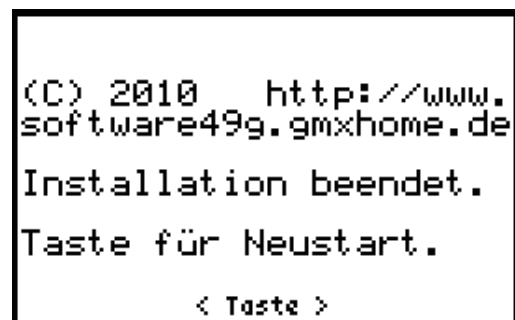 (C) 2010   http://www.
software49g.gmxhome.de
Installation beendet.
Taste für Neustart.
< Taste >